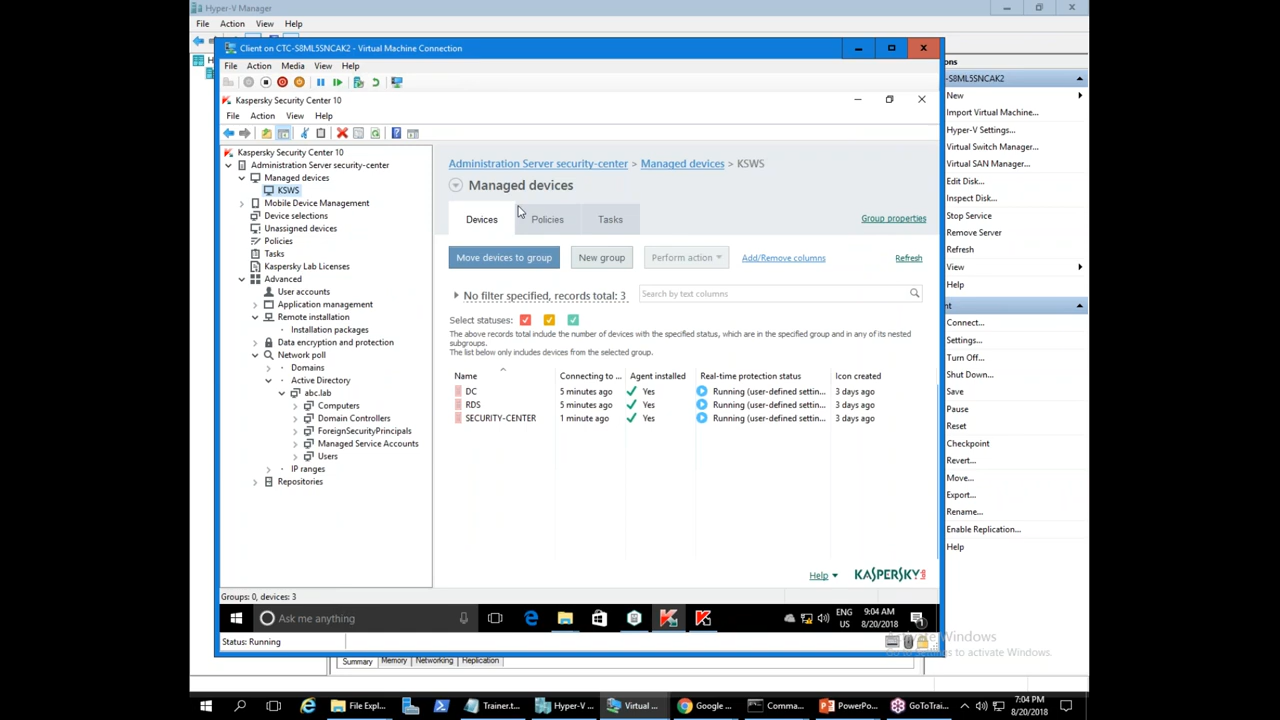 Hyper-V Manager
File Action View Help
Client on CTC-S8ML5SNCAK2 - Virtual Machine Connection
File Action Media View Help
Kaspersky Security Center 10
File Action View Help
Kaspersky Security Center 10
Administration Server security-center
Managed devices
KSWS
Mobile Device Management
Device selections
Unassigned devices
Policies
Tasks
Kaspersky Lab Licenses
Advanced
User accounts
Application management
Remote installation
Installation packages
Data encryption and protection
Network poll
Domains
Active Directory
abc.lab
Computers
Domain Controllers
ForeignSecurityPrincipals
Managed Service Accounts
Users
IP ranges
Repositories
Administration Server security-center > Managed devices > KSWS
Managed devices
Devices Policies Tasks
Group properties
Move devices to group New group Perform action Add/Remove columns Refresh
No filter specified, records total: 3 Search by text columns
Select statuses:
The above records total include the number of devices with the specified status, which are in the specified group and in any of its nested
subgroups.
The list below only includes devices from the selected group.
Name Connecting to ... Agent installed Real-time protection status Icon created
DC 5 minutes ago Yes Running (user-defined settin... 3 days ago
RDS 5 minutes ago Yes Running (user-defined settin... 3 days ago
SECURITY-CENTER 1 minute ago Yes Running (user-defined settin... 3 days ago
Help KASPERSKY lab
Groups: 0, devices: 3
Ask me anything
ENG
US
9:04 AM
8/20/2018
Status: Running
Summary Memory Networking Replication
ons
-S8ML5SNCAK2
New
Import Virtual Machine...
Hyper-V Settings...
Virtual Switch Manager...
Virtual SAN Manager...
Edit Disk...
Inspect Disk...
Stop Service
Remove Server
Refresh
View
Help
nt
Connect...
Settings...
Turn Off...
Shut Down...
Save
Pause
Reset
Checkpoint
Revert...
Move...
Export...
Rename...
Enable Replication...
Help
Activate Windows
Go to Settings to activate Windows.
File Expl... Hyper-V ... Trainer.t... Virtual ... Google ... Comma... PowerPo... GoToTrai...
7:04 PM
8/20/2018